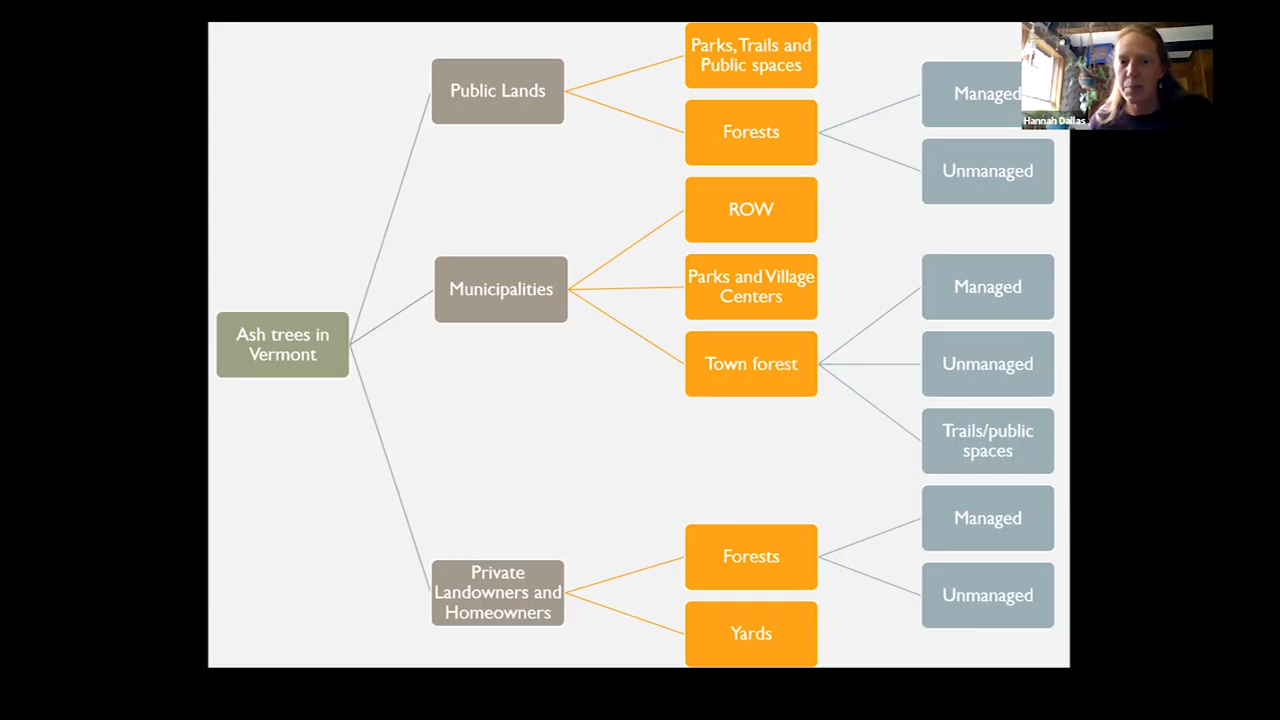 Parks, Trails and
Public spaces
Public Lands
Managed
Hannah Dallas
Forests
Unmanaged
ROW
Municipalities
Parks and Village
Centers
Managed
Ash trees in
Vermont
Town forest
Unmanaged
Trails/public
spaces
Managed
Forests
Private
Landowners and
Homeowners
Unmanaged
Yards